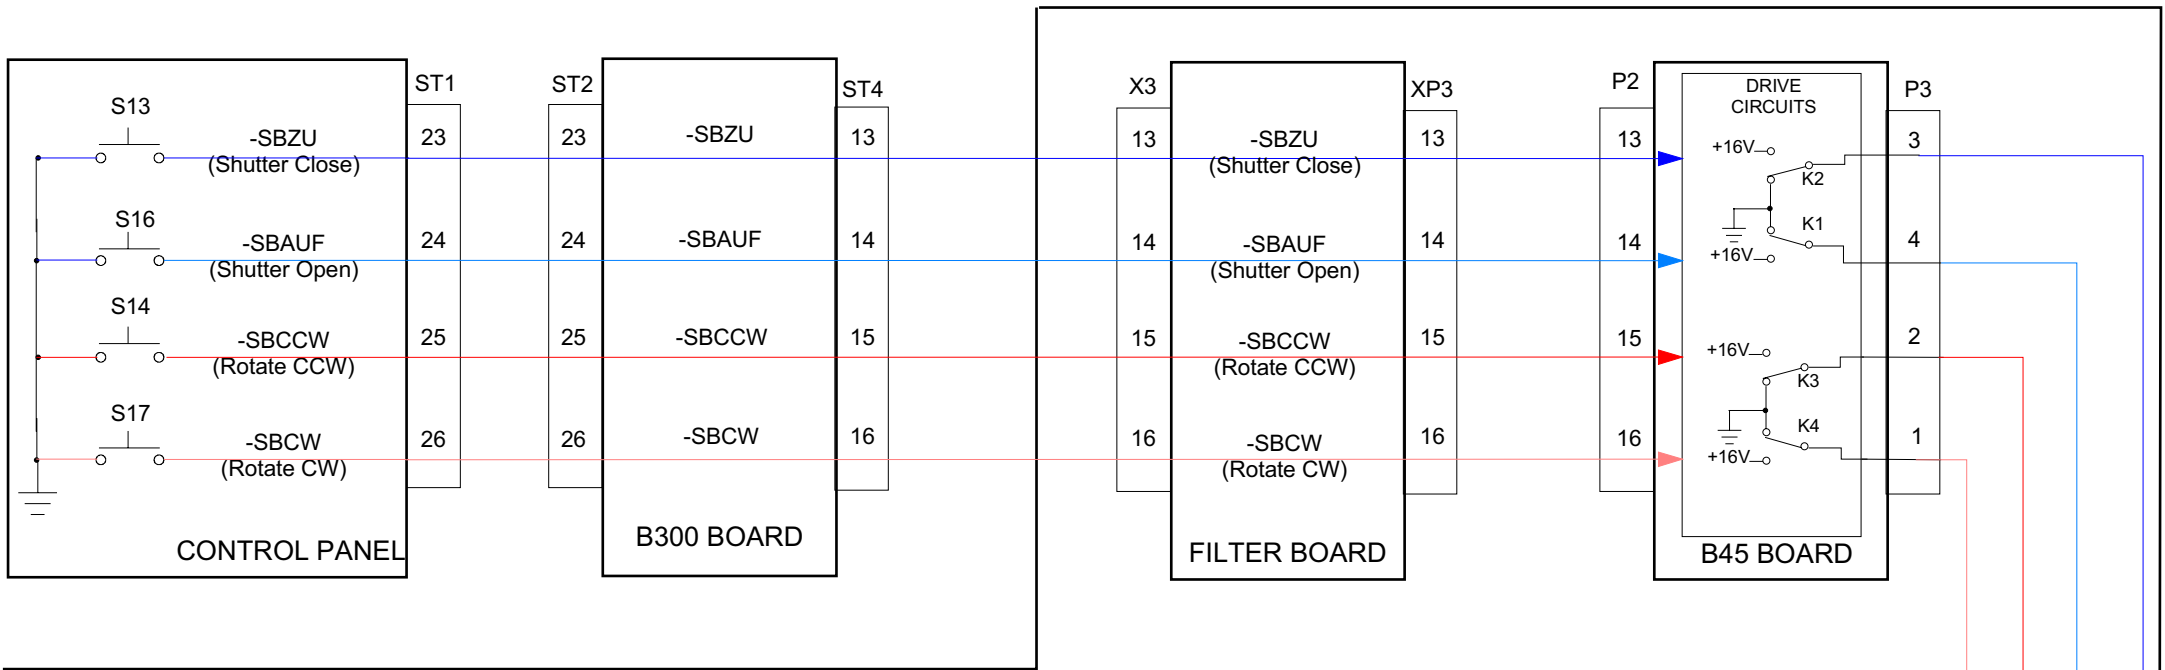 S13
-SBZU
(Shutter Close)
S16
-SBAUF
(Shutter Open)
S14
-SBCCW
(Rotate CCW)
S17
-SBCW
(Rotate CW)
CONTROL PANEL
ST1
23
24
25
26
ST2
23
24
25
26
-SBZU
-SBAUF
-SBCCW
-SBCW
B300 BOARD
ST4
13
14
15
16
X3
13
14
15
16
-SBZU
(Shutter Close)
-SBAUF
(Shutter Open)
-SBCCW
(Rotate CCW)
-SBCW
(Rotate CW)
FILTER BOARD
XP3
13
14
15
16
P2
13
14
15
16
DRIVE
CIRCUITS
+16V
K2
K1
+16V
+16V
K3
K4
+16V
B45 BOARD
P3
3
4
2
1